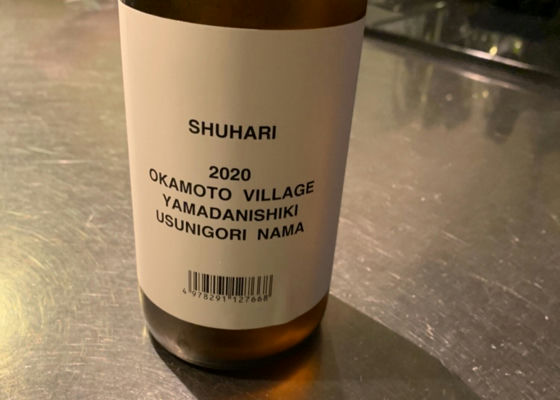 SHUHARI
2020
OKAMOTO VILLAGE
YAMADANISHIKI
USUNIGORI NAMA
4 978291 127668